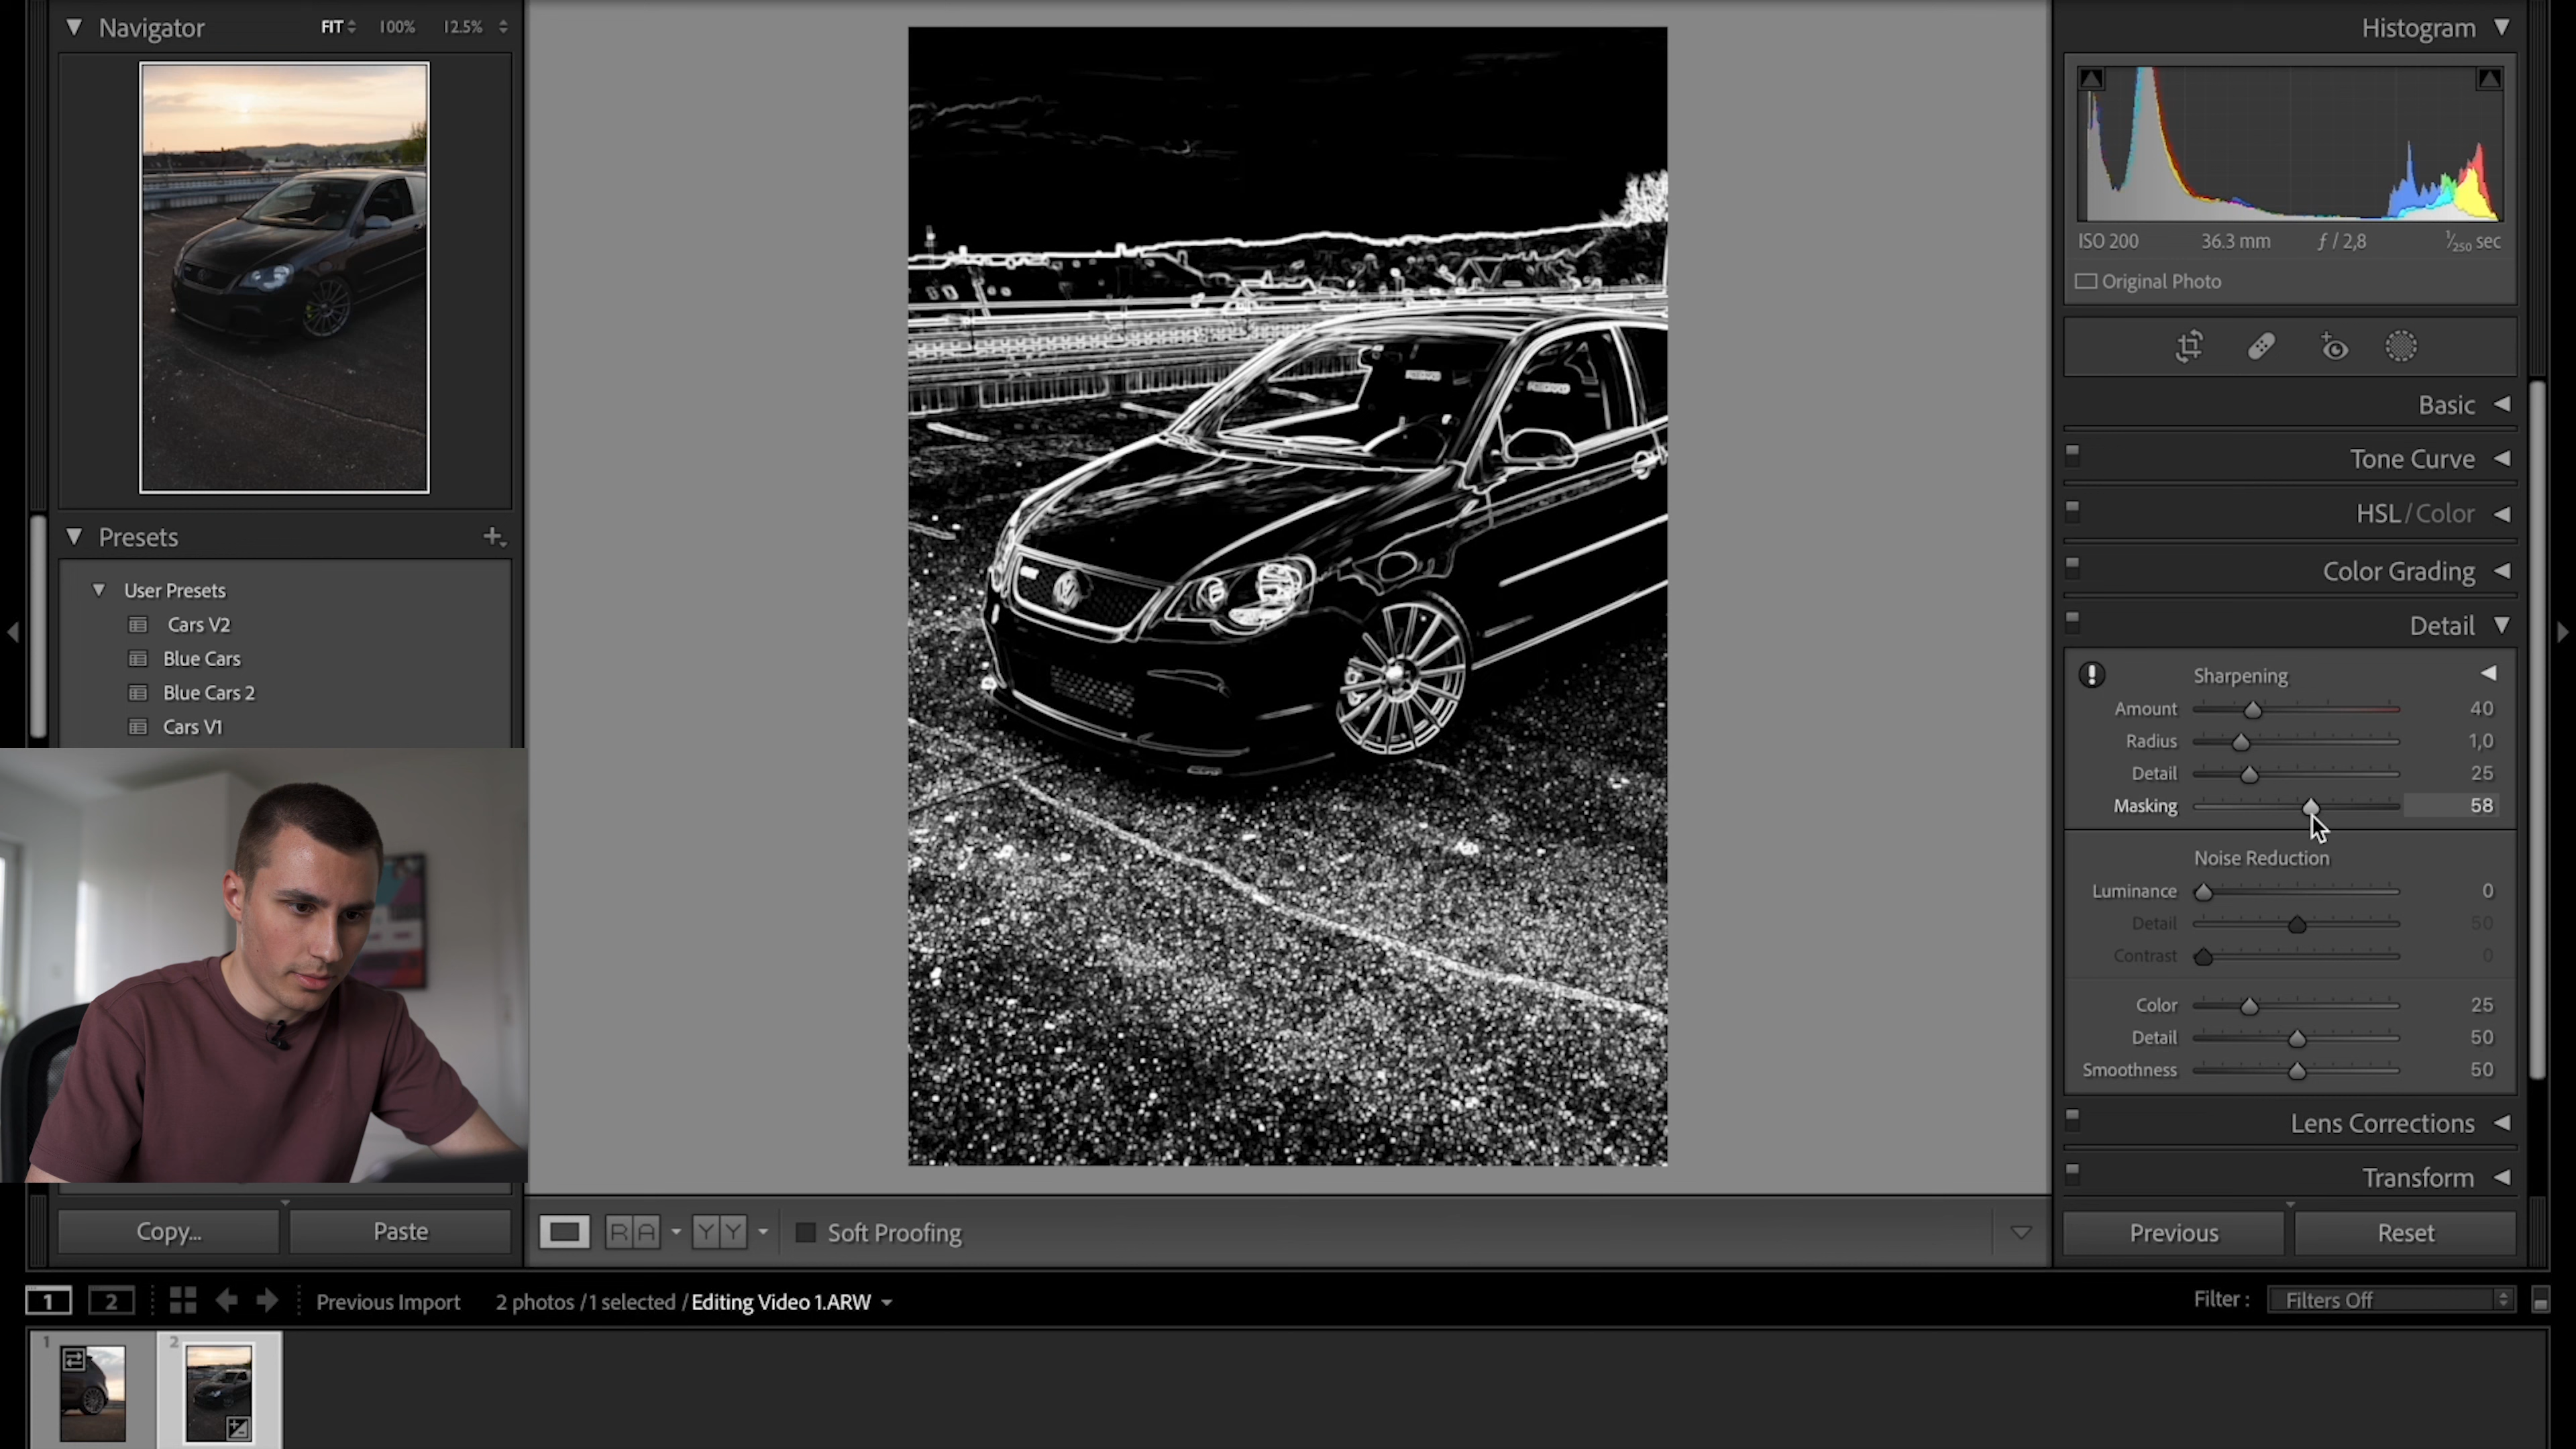 Navigator
FIT 100% 12.5%
Presets
User Presets
Cars V2
Blue Cars
Blue Cars 2
Cars V1
Copy...
Paste
R A
Y Y
Soft Proofing
Histogram
ISO 200 36.3 mm ƒ / 2,8 1/250 sec
Original Photo
Basic
Tone Curve
HSL / Color
Color Grading
Detail
Sharpening
Amount 40
Radius 1,0
Detail 25
Masking 58
Noise Reduction
Luminance 0
Detail 50
Contrast 0
Color 25
Detail 50
Smoothness 50
Lens Corrections
Transform
Previous
Reset
1 2 Previous Import 2 photos / 1 selected / Editing Video 1.ARW
Filter : Filters Off
1
2